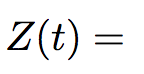 Z(t) =